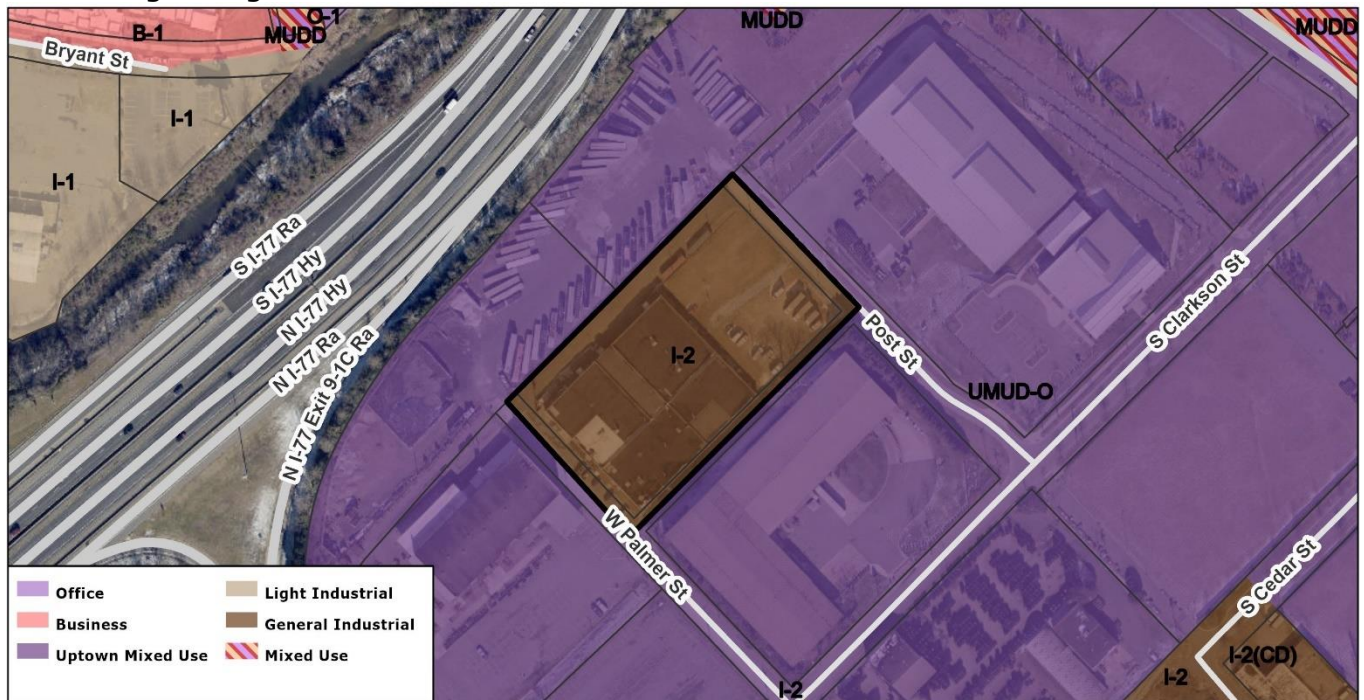 O-1
MUDD
MUDD
MUDD
B-1
Bryant St
I-1
I-1
S I-77 Ra
S I-77 Hy
N I-77 Hy
N I-77 Ra
N I-77 Exit 9-1C Ra
I-2
Post St
S Clarkson St
UMUD-O
W Palmer St
S Cedar St
I-2(CD)
I-2
I-2
Office
Light Industrial
Business
General Industrial
Uptown Mixed Use
Mixed Use